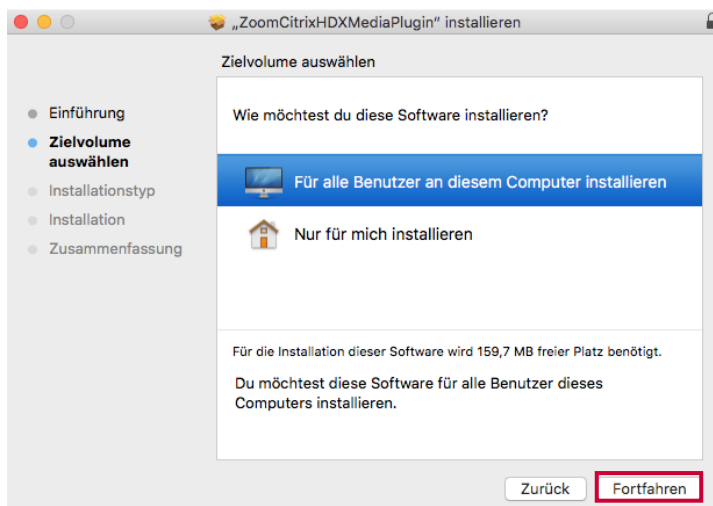 „ZoomCitrixHDXMediaPlugin“ installieren
Zielvolume auswählen
Einführung
Zielvolume
auswählen
Installationstyp
Installation
Zusammenfassung
Wie möchtest du diese Software installieren?
Für alle Benutzer an diesem Computer installieren
Nur für mich installieren
Für die Installation dieser Software wird 159,7 MB freier Platz benötigt.
Du möchtest diese Software für alle Benutzer dieses
Computers installieren.
Zurück
Fortfahren